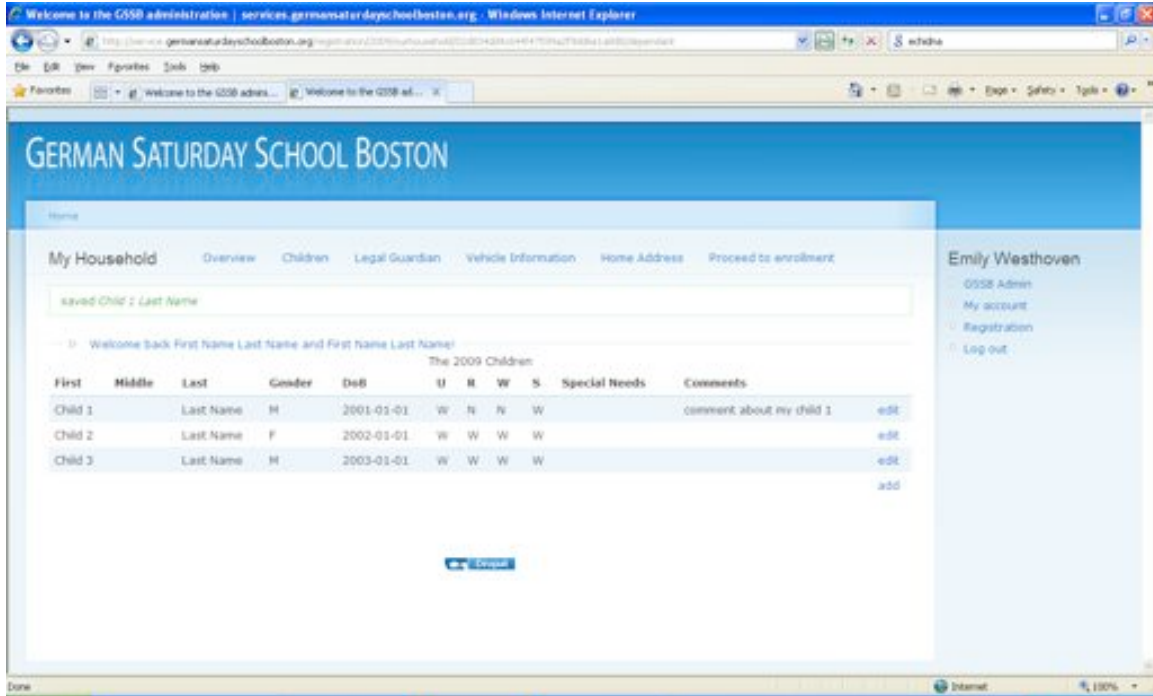 Welcome to the GSSB administration | services.germansaturdayschoolboston.org - Windows Internet Explorer
germansaturdayschoolboston.org
File Edit View Favorites Tools Help
Favorites Welcome to the GSSB admini... Welcome to the GSSB ad... Page Safety Tools
GERMAN SATURDAY SCHOOL BOSTON
Home
My Household Overview Children Legal Guardian Vehicle Information Home Address Proceed to enrollment
Emily Westhoven
GSSB Admin
My account
Registration
Log out
saved Child 1 Last Name
Welcome back First Name Last Name and First Name Last Name!
The 2009 Children
First Middle Last Gender DoB U R W S Special Needs Comments
Child 1 Last Name M 2001-01-01 W N N W comment about my child 1 edit
Child 2 Last Name F 2002-01-01 W W W W edit
Child 3 Last Name M 2003-01-01 W W W W edit
add
Drupal
Done Internet 100%